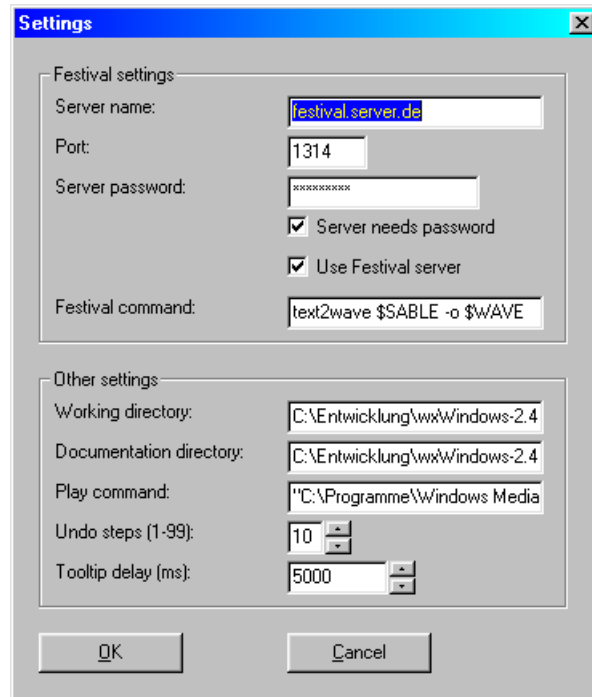 Settings
Festival settings
Server name: festival.server.de
Port: 1314
Server password: *********
Server needs password
Use Festival server
Festival command: text2wave $SABLE -o $WAVE
Other settings
Working directory: C:\Entwicklung\wxWindows-2.4
Documentation directory: C:\Entwicklung\wxWindows-2.4
Play command: "C:\Programme\Windows Media
Undo steps (1-99): 10
Tooltip delay (ms): 5000
OK Cancel